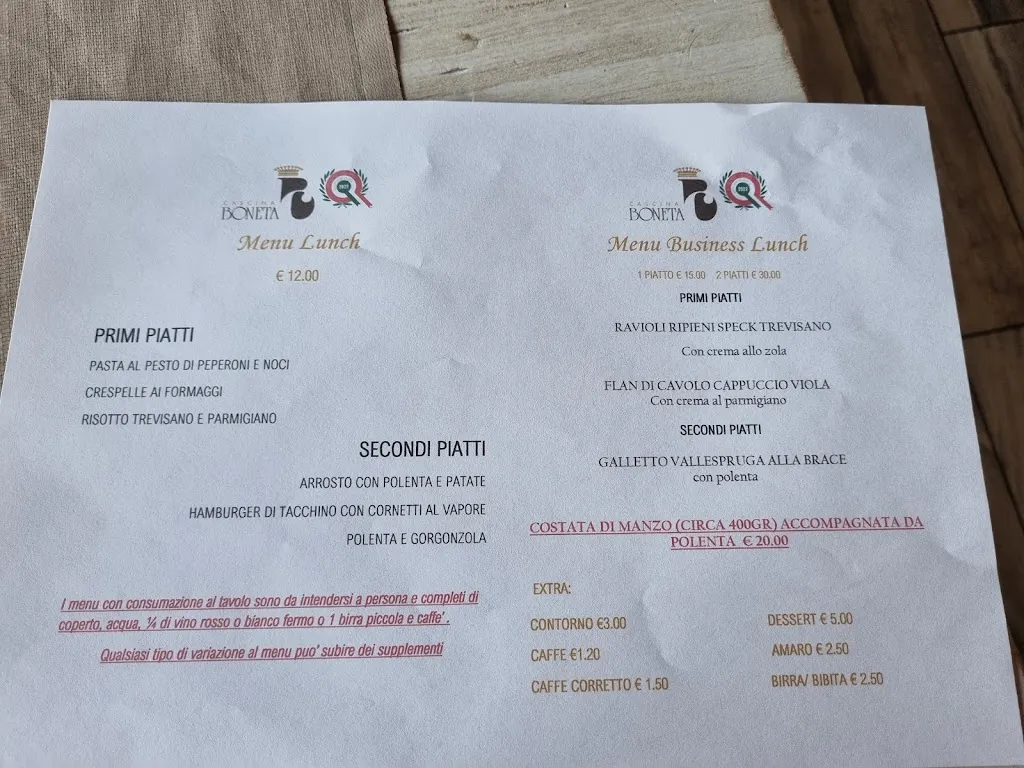 CASCINA
BONETA
2022
Menu Lunch
€ 12.00
PRIMI PIATTI
PASTA AL PESTO DI PEPERONI E NOCI
CRESPELLE AI FORMAGGI
RISOTTO TREVISANO E PARMIGIANO
SECONDI PIATTI
ARROSTO CON POLENTA E PATATE
HAMBURGER DI TACCHINO CON CORNETTI AL VAPORE
POLENTA E GORGONZOLA
I menu con consumazione al tavolo sono da intendersi a persona e completi di
coperto, acqua, ¼ di vino rosso o bianco fermo o 1 birra piccola e caffe'.
Qualsiasi tipo di variazione al menu puo' subire dei supplementi
CASCINA
BONETA
2022
Menu Business Lunch
1 PIATTO € 15.00 2 PIATTI € 30.00
PRIMI PIATTI
RAVIOLI RIPIENI SPECK TREVISANO
Con crema allo zola
FLAN DI CAVOLO CAPPUCCIO VIOLA
Con crema al parmigiano
SECONDI PIATTI
GALLETTO VALLESPRUGA ALLA BRACE
con polenta
COSTATA DI MANZO (CIRCA 400GR) ACCOMPAGNATA DA
POLENTA € 20.00
EXTRA:
CONTORNO €3.00
CAFFE €1.20
CAFFE CORRETTO € 1.50
DESSERT € 5.00
AMARO € 2.50
BIRRA/ BIBITA € 2.50